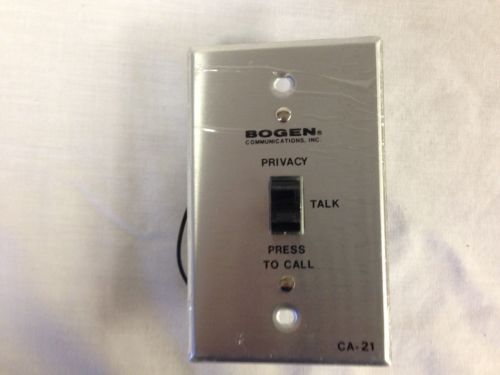 BOGEN®
COMMUNICATIONS, INC.
PRIVACY
TALK
PRESS
TO CALL
CA-21